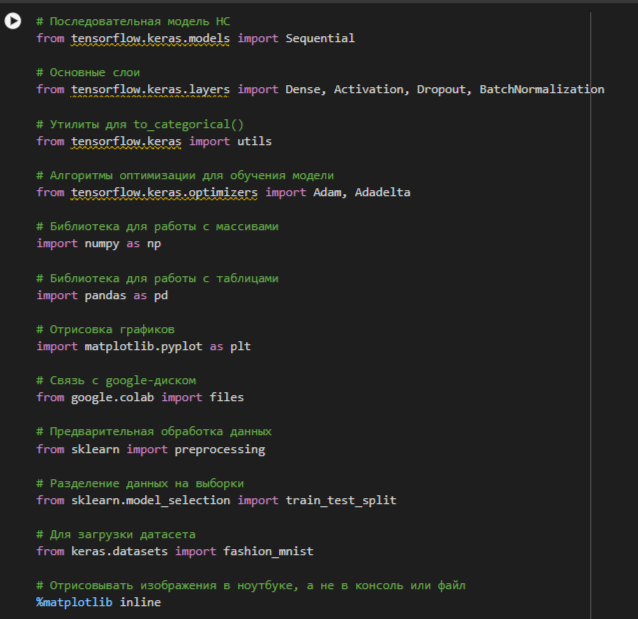 # Последовательная модель НС
from tensorflow.keras.models import Sequential
# Основные слои
from tensorflow.keras.layers import Dense, Activation, Dropout, BatchNormalization
# Утилиты для to_categorical()
from tensorflow.keras import utils
# Алгоритмы оптимизации для обучения модели
from tensorflow.keras.optimizers import Adam, Adadelta
# Библиотека для работы с массивами
import numpy as np
# Библиотека для работы с таблицами
import pandas as pd
# Отрисовка графиков
import matplotlib.pyplot as plt
# Связь с google-диском
from google.colab import files
# Предварительная обработка данных
from sklearn import preprocessing
# Разделение данных на выборки
from sklearn.model_selection import train_test_split
# Для загрузки датасета
from keras.datasets import fashion_mnist
# Отрисовывать изображения в ноутбуке, а не в консоль или файл
%matplotlib inline